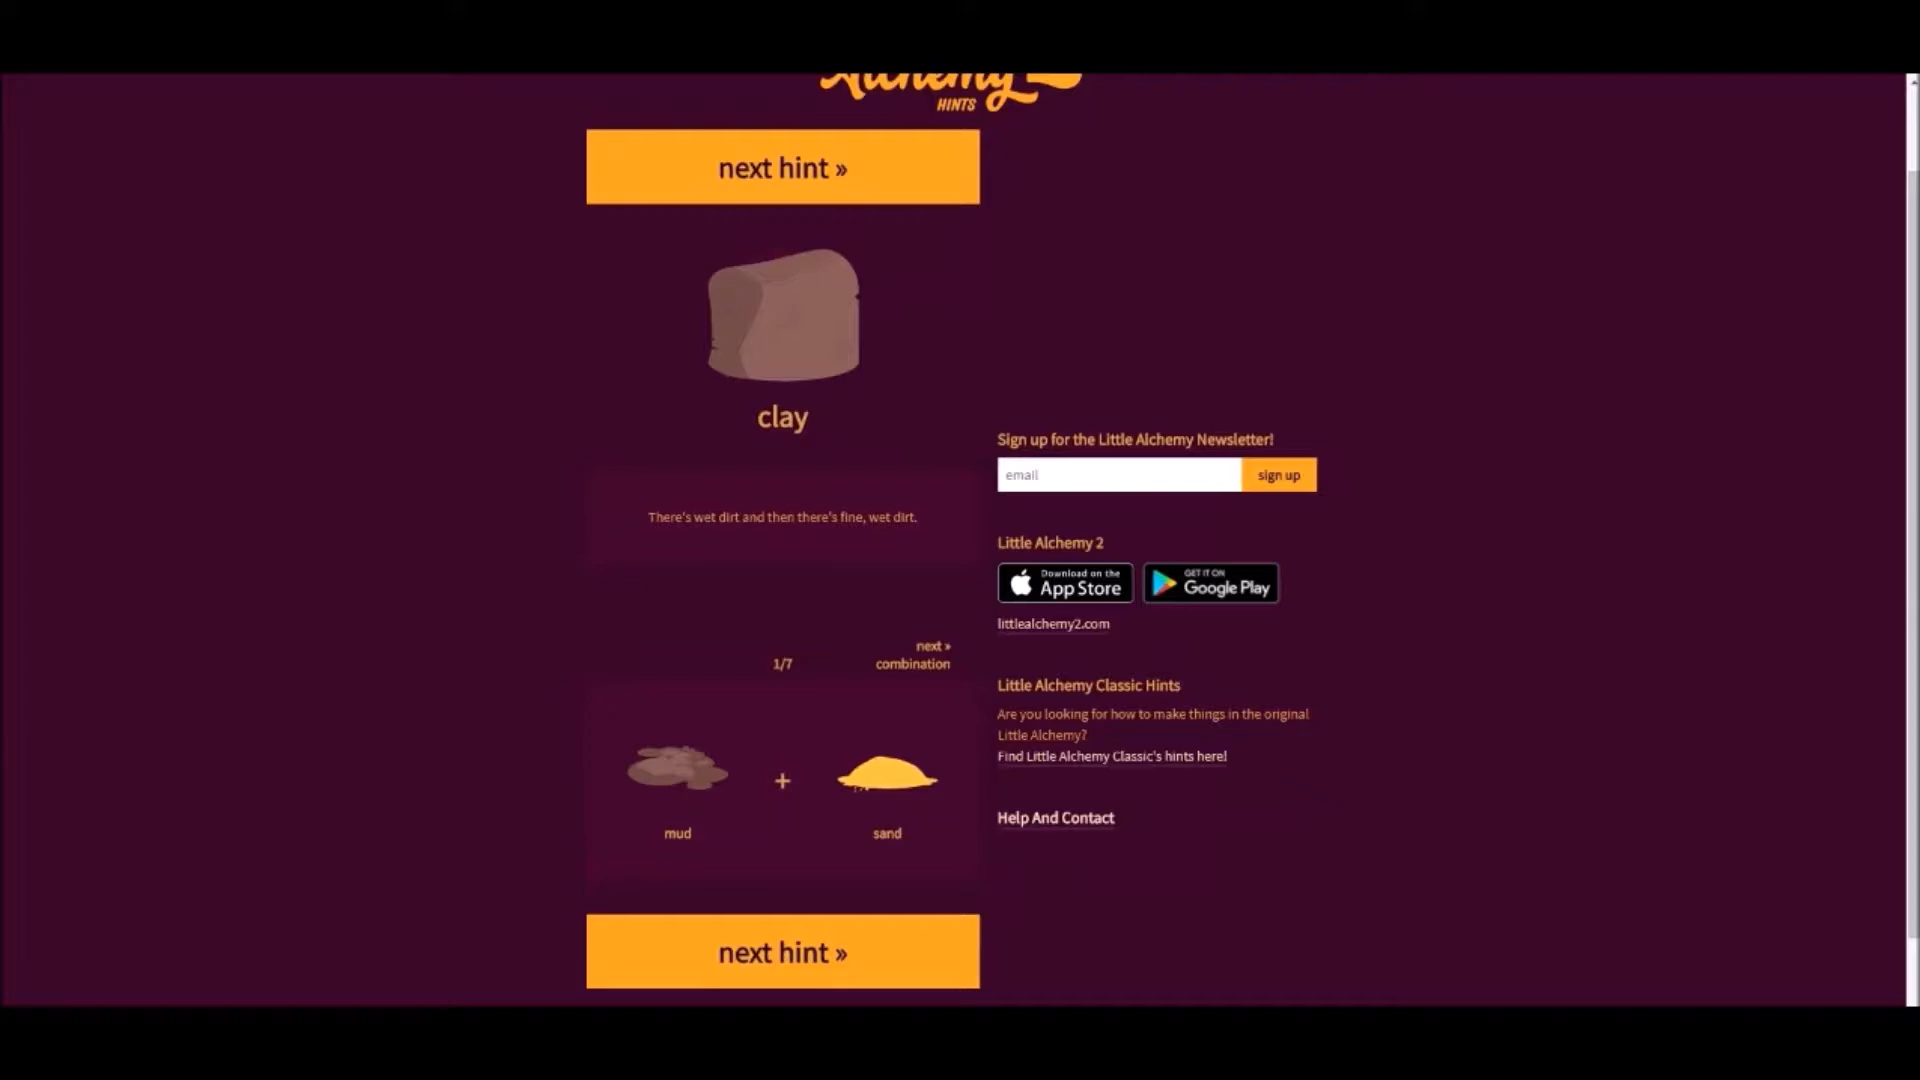 Alchemy
HINTS
next hint »
clay
There's wet dirt and then there's fine, wet dirt.
1/7
next »
combination
mud
+
sand
next hint »
Sign up for the Little Alchemy Newsletter!
email
sign up
Little Alchemy 2
Download on the
App Store
GET IT ON
Google Play
littlealchemy2.com
Little Alchemy Classic Hints
Are you looking for how to make things in the original
Little Alchemy?
Find Little Alchemy Classic's hints here!
Help And Contact